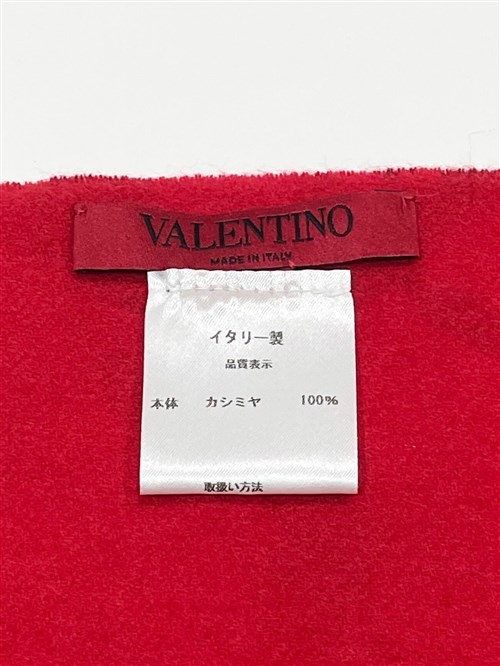 VALENTINO
MADE IN ITALY
イタリー製
品質表示
本体 カシミヤ 100%
取扱い方法